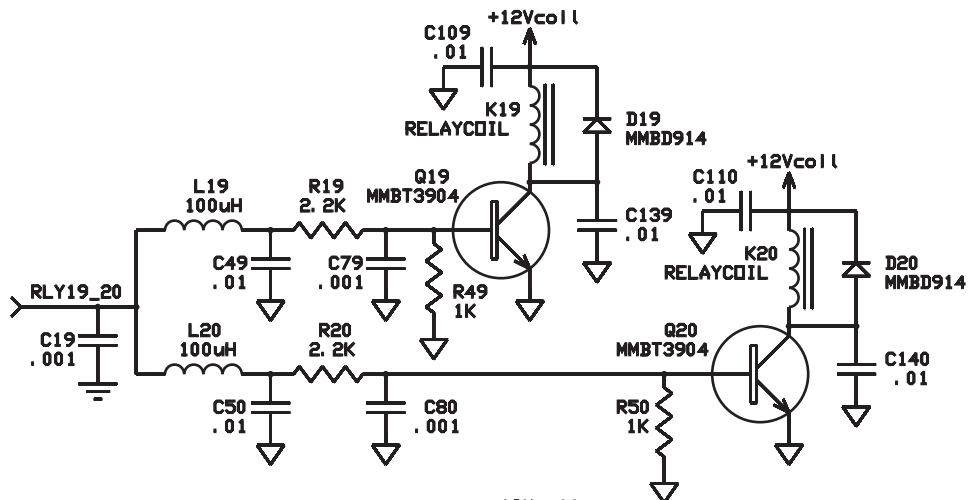 +12Vcoil
C109
.01
K19
RELAYCOIL
D19
MMBD914
+12Vcoil
Q19
MMBT3904
C110
.01
L19
100uH
R19
2.2K
C139
.01
K20
RELAYCOIL
D20
MMBD914
C49
.01
C79
.001
R49
1K
RLY19_20
C19
.001
L20
100uH
R20
2.2K
Q20
MMBT3904
C140
.01
C50
.01
C80
.001
R50
1K